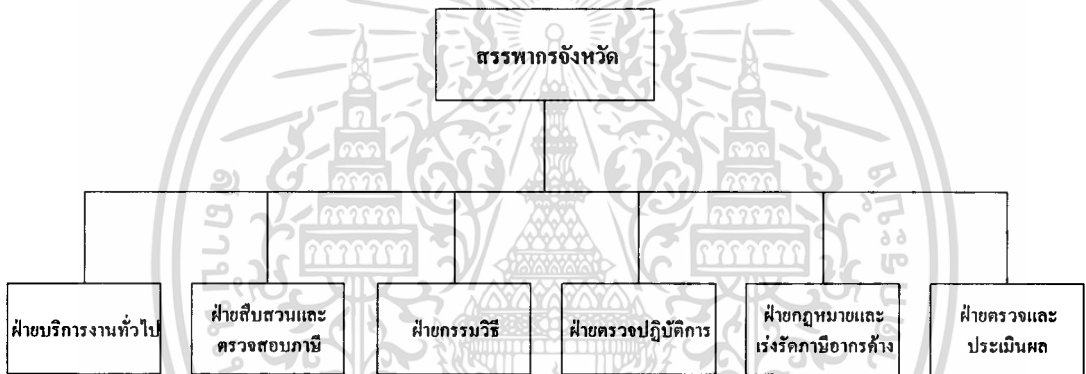 สรรพากรจังหวัด
ฝ่ายบริการงานทั่วไป
ฝ่ายสืบสวนและ
ตรวจสอบภาษี
ฝ่ายกรรมวิธี
ฝ่ายตรวจปฏิบัติการ
ฝ่ายกฎหมายและ
เร่งรัดภาษีอากรค้าง
ฝ่ายตรวจและ
ประเมินผล